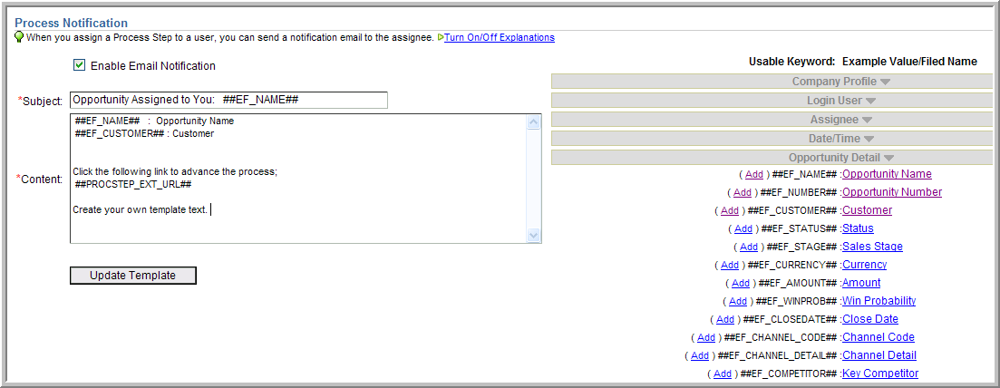 Process Notification
When you assign a Process Step to a user, you can send a notification email to the assignee. Turn On/Off Explanations
Enable Email Notification
*Subject: Opportunity Assigned to You: ##EF_NAME##
*Content:
##EF_NAME## : Opportunity Name
##EF_CUSTOMER## : Customer
Click the following link to advance the process;
##PROCSTEP_EXT_URL##
Create your own template text.
Update Template
Usable Keyword: Example Value/Filed Name
Company Profile
Login User
Assignee
Date/Time
Opportunity Detail
( Add ) ##EF_NAME## :Opportunity Name
( Add ) ##EF_NUMBER## :Opportunity Number
( Add ) ##EF_CUSTOMER## :Customer
( Add ) ##EF_STATUS## :Status
( Add ) ##EF_STAGE## :Sales Stage
( Add ) ##EF_CURRENCY## :Currency
( Add ) ##EF_AMOUNT## :Amount
( Add ) ##EF_WINPROB## :Win Probability
( Add ) ##EF_CLOSEDATE## :Close Date
( Add ) ##EF_CHANNEL_CODE## :Channel Code
( Add ) ##EF_CHANNEL_DETAIL## :Channel Detail
( Add ) ##EF_COMPETITOR## :Key Competitor